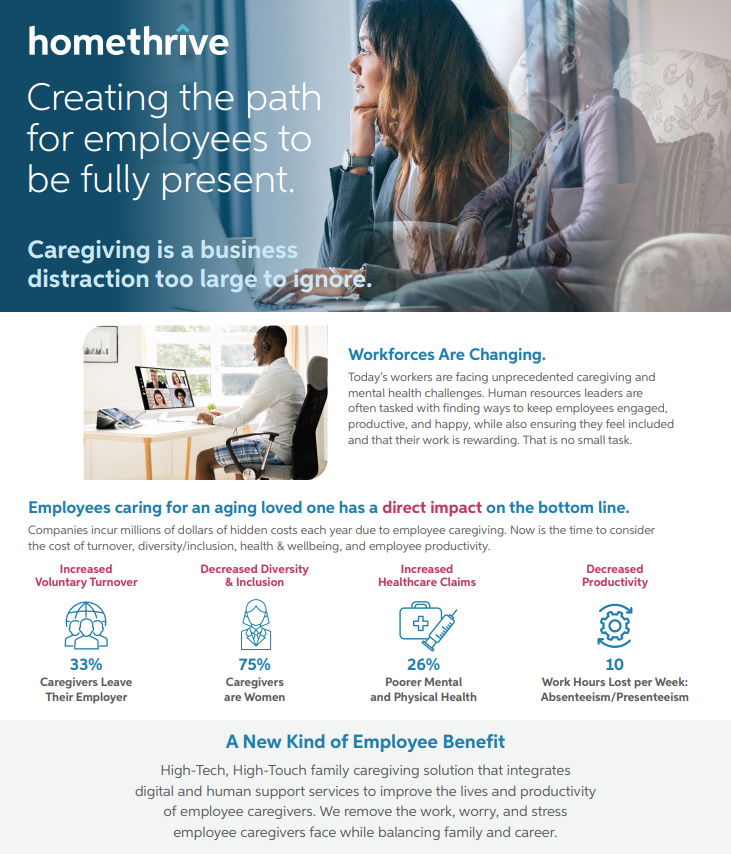 homethrive
Creating the path
for employees to
be fully present.
Caregiving is a business
distraction too large to ignore.
Workforces Are Changing.
Today's workers are facing unprecedented caregiving and
mental health challenges. Human resources leaders are
often tasked with finding ways to keep employees engaged,
productive, and happy, while also ensuring they feel included
and that their work is rewarding. That is no small task.
Employees caring for an aging loved one has a direct impact on the bottom line.
Companies incur millions of dollars of hidden costs each year due to employee caregiving. Now is the time to consider
the cost of turnover, diversity/inclusion, health & wellbeing, and employee productivity.
Increased
Voluntary Turnover
33%
Caregivers Leave
Their Employer
Decreased Diversity
& Inclusion
75%
Caregivers
are Women
Increased
Healthcare Claims
26%
Poorer Mental
and Physical Health
Decreased
Productivity
10
Work Hours Lost per Week:
Absenteeism/Presenteeism
A New Kind of Employee Benefit
High-Tech, High-Touch family caregiving solution that integrates
digital and human support services to improve the lives and productivity
of employee caregivers. We remove the work, worry, and stress
employee caregivers face while balancing family and career.